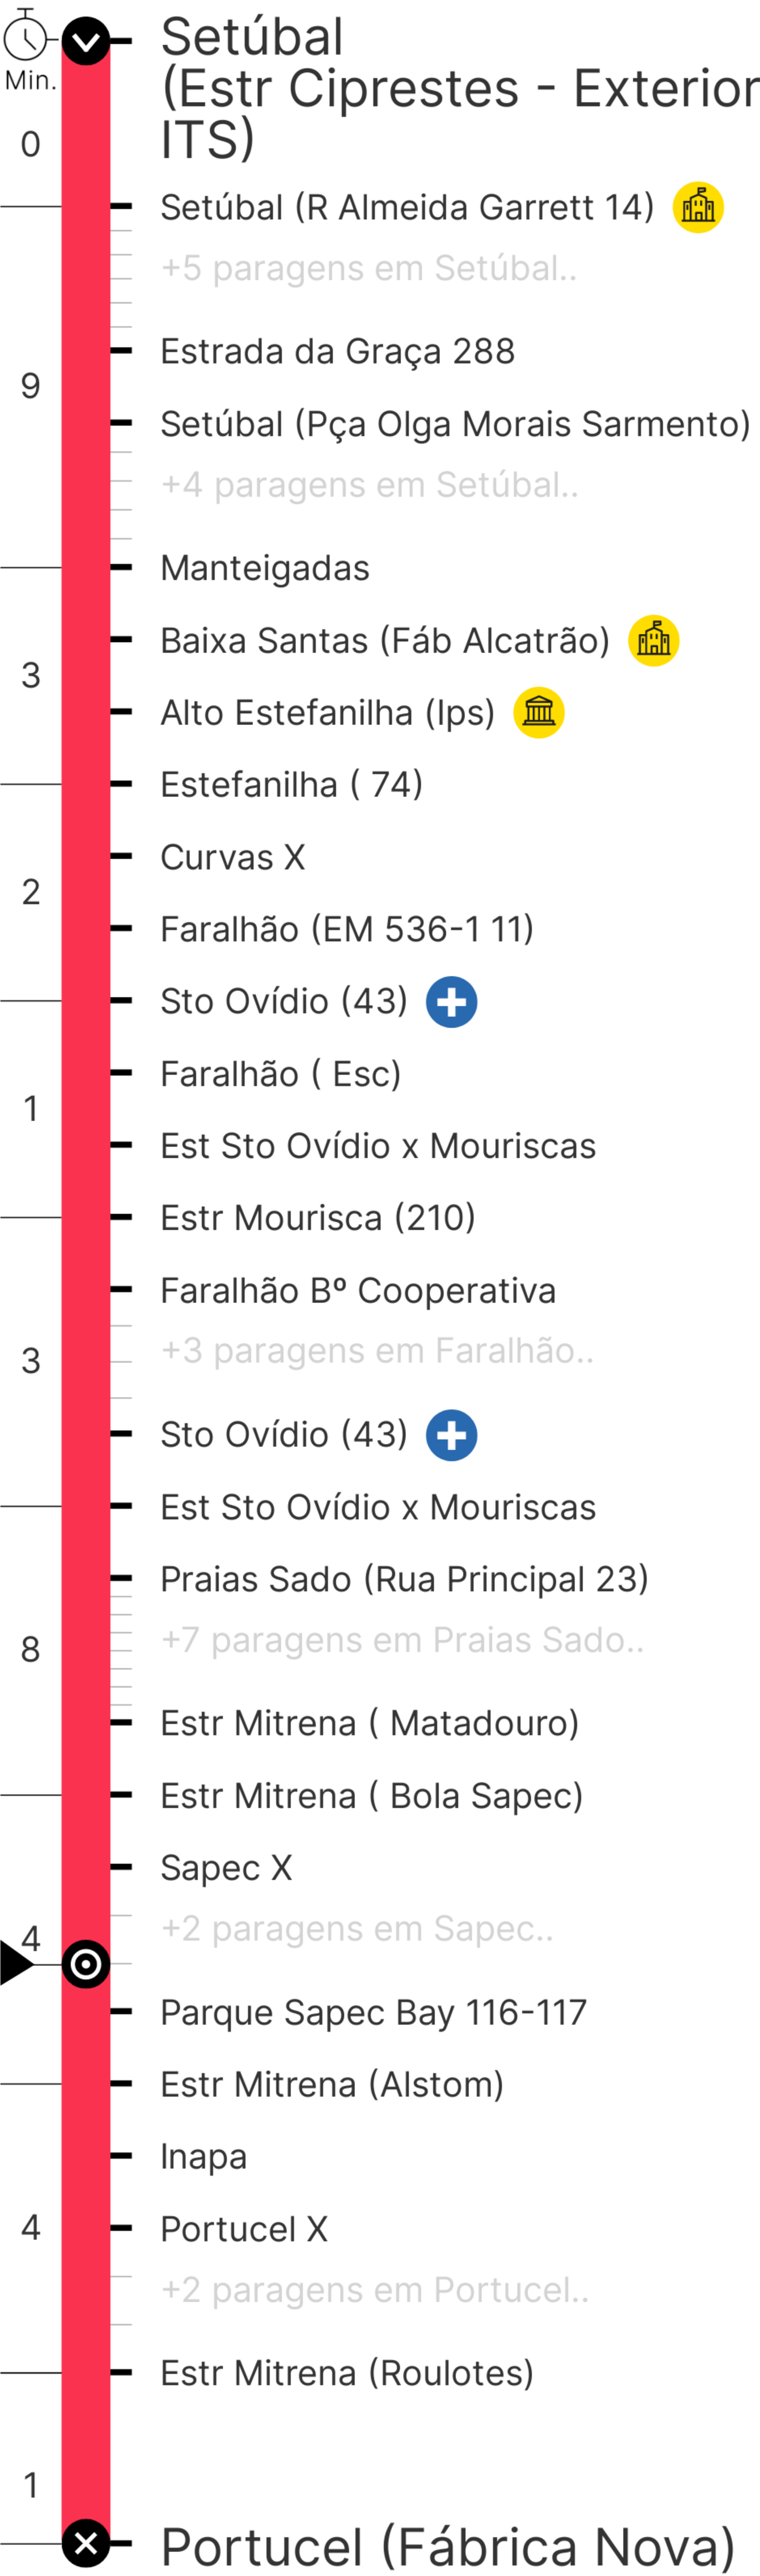 Setúbal
(Estr Ciprestes - Exterior
ITS)
Min.
0
Setúbal (R Almeida Garrett 14)
+5 paragens em Setúbal..
Estrada da Graça 288
9
Setúbal (Pça Olga Morais Sarmento)
+4 paragens em Setúbal..
Manteigadas
Baixa Santas (Fáb Alcatrão)
3
Alto Estefanilha (Ips)
Estefanilha ( 74)
Curvas X
2
Faralhão (EM 536-1 11)
Sto Ovídio (43)
Faralhão ( Esc)
1
Est Sto Ovídio x Mouriscas
Estr Mourisca (210)
Faralhão Bº Cooperativa
+3 paragens em Faralhão..
3
Sto Ovídio (43)
Est Sto Ovídio x Mouriscas
Praias Sado (Rua Principal 23)
+7 paragens em Praias Sado..
8
Estr Mitrena ( Matadouro)
Estr Mitrena ( Bola Sapec)
Sapec X
+2 paragens em Sapec..
4
Parque Sapec Bay 116-117
Estr Mitrena (Alstom)
Inapa
4
Portucel X
+2 paragens em Portucel..
Estr Mitrena (Roulotes)
1
Portucel (Fábrica Nova)